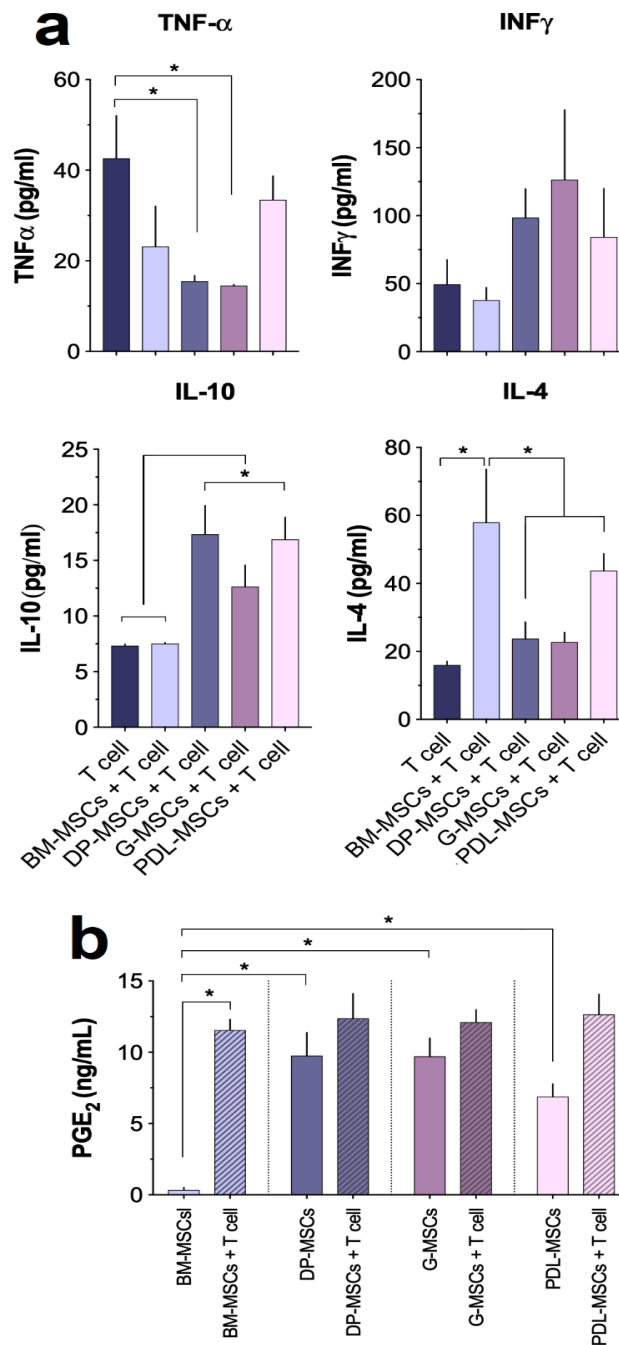 a
TNF-α
INFγ
60
40
20
0
TNFα (pg/ml)
*
*
200
150
100
50
0
INFγ (pg/ml)
IL-10
IL-4
25
20
15
10
5
0
IL-10 (pg/ml)
*
80
60
40
20
0
IL-4 (pg/ml)
*
*
T cell
BM-MSCs + T cell
DP-MSCs + T cell
G-MSCs + T cell
PDL-MSCs + T cell
T cell
BM-MSCs + T cell
DP-MSCs + T cell
G-MSCs + T cell
PDL-MSCs + T cell
b
*
*
*
*
15
10
5
0
PGE2 (ng/mL)
BM-MSCsl
BM-MSCs + T cell
DP-MSCs
DP-MSCs + T cell
G-MSCs
G-MSCs + T cell
PDL-MSCs
PDL-MSCs + T cell